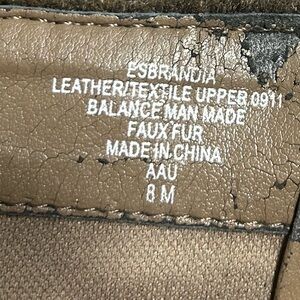 ESBRANDIA
LEATHER/TEXTILE UPPER 0911
BALANCE MAN MADE
FAUX FUR
MADE IN CHINA
AAU
8 M